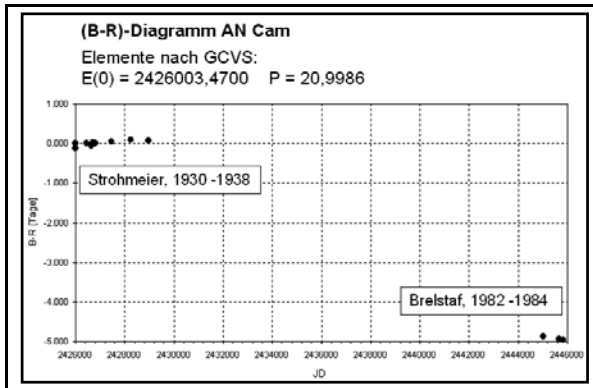 (B-R)-Diagramm AN Cam
Elemente nach GCVS:
E(0) = 2426003,4700 P = 20,9986
1.000
0.000
-1.000
-2.000
-3.000
-4.000
-5.000
B-R [Tage]
Strohmeier, 1930 -1938
Brelstaf, 1982 -1984
2426000 2428000 2430000 2432000 2434000 2436000 2438000 2440000 2442000 2444000 2446000
JD